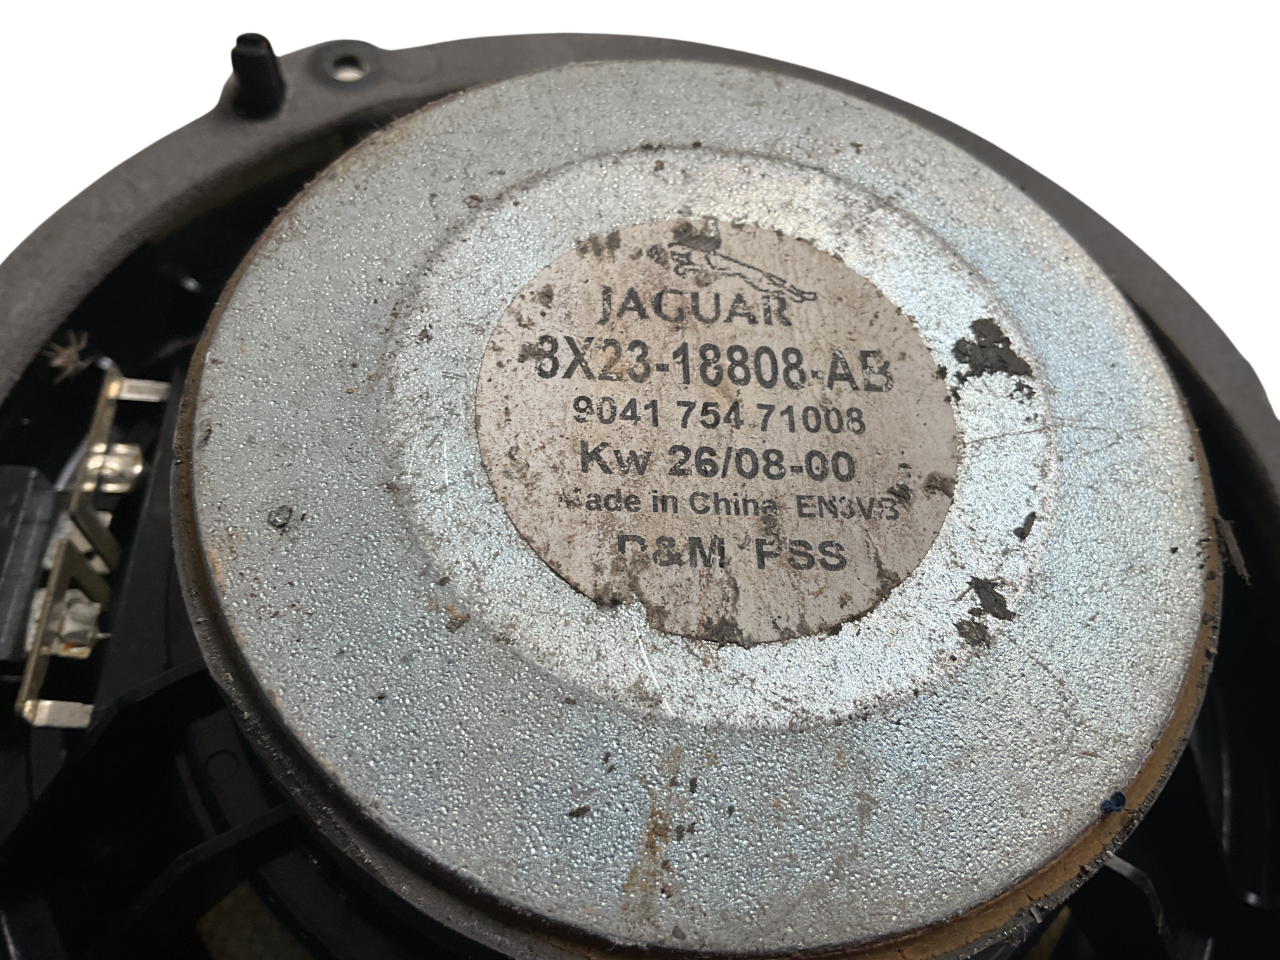 JAGUAR
8X23-18808-AB
9041 754 71008
Kw 26/08-00
Made in China EN3VB
D&M PSS